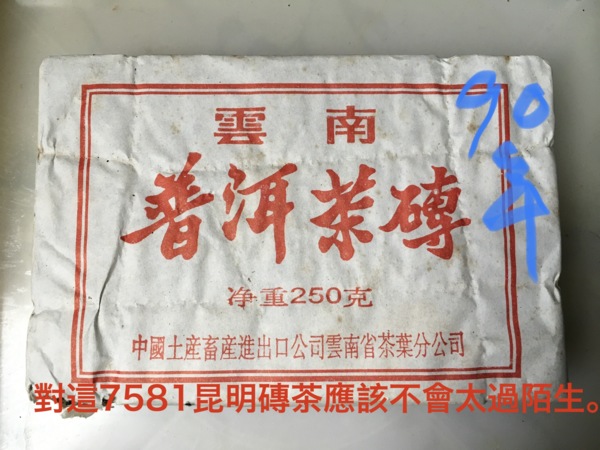 雲南
普洱茶磚
净重250克
中國土産畜産進出口公司雲南省茶葉分公司
90年
對這7581昆明磚茶應該不會太過陌生。